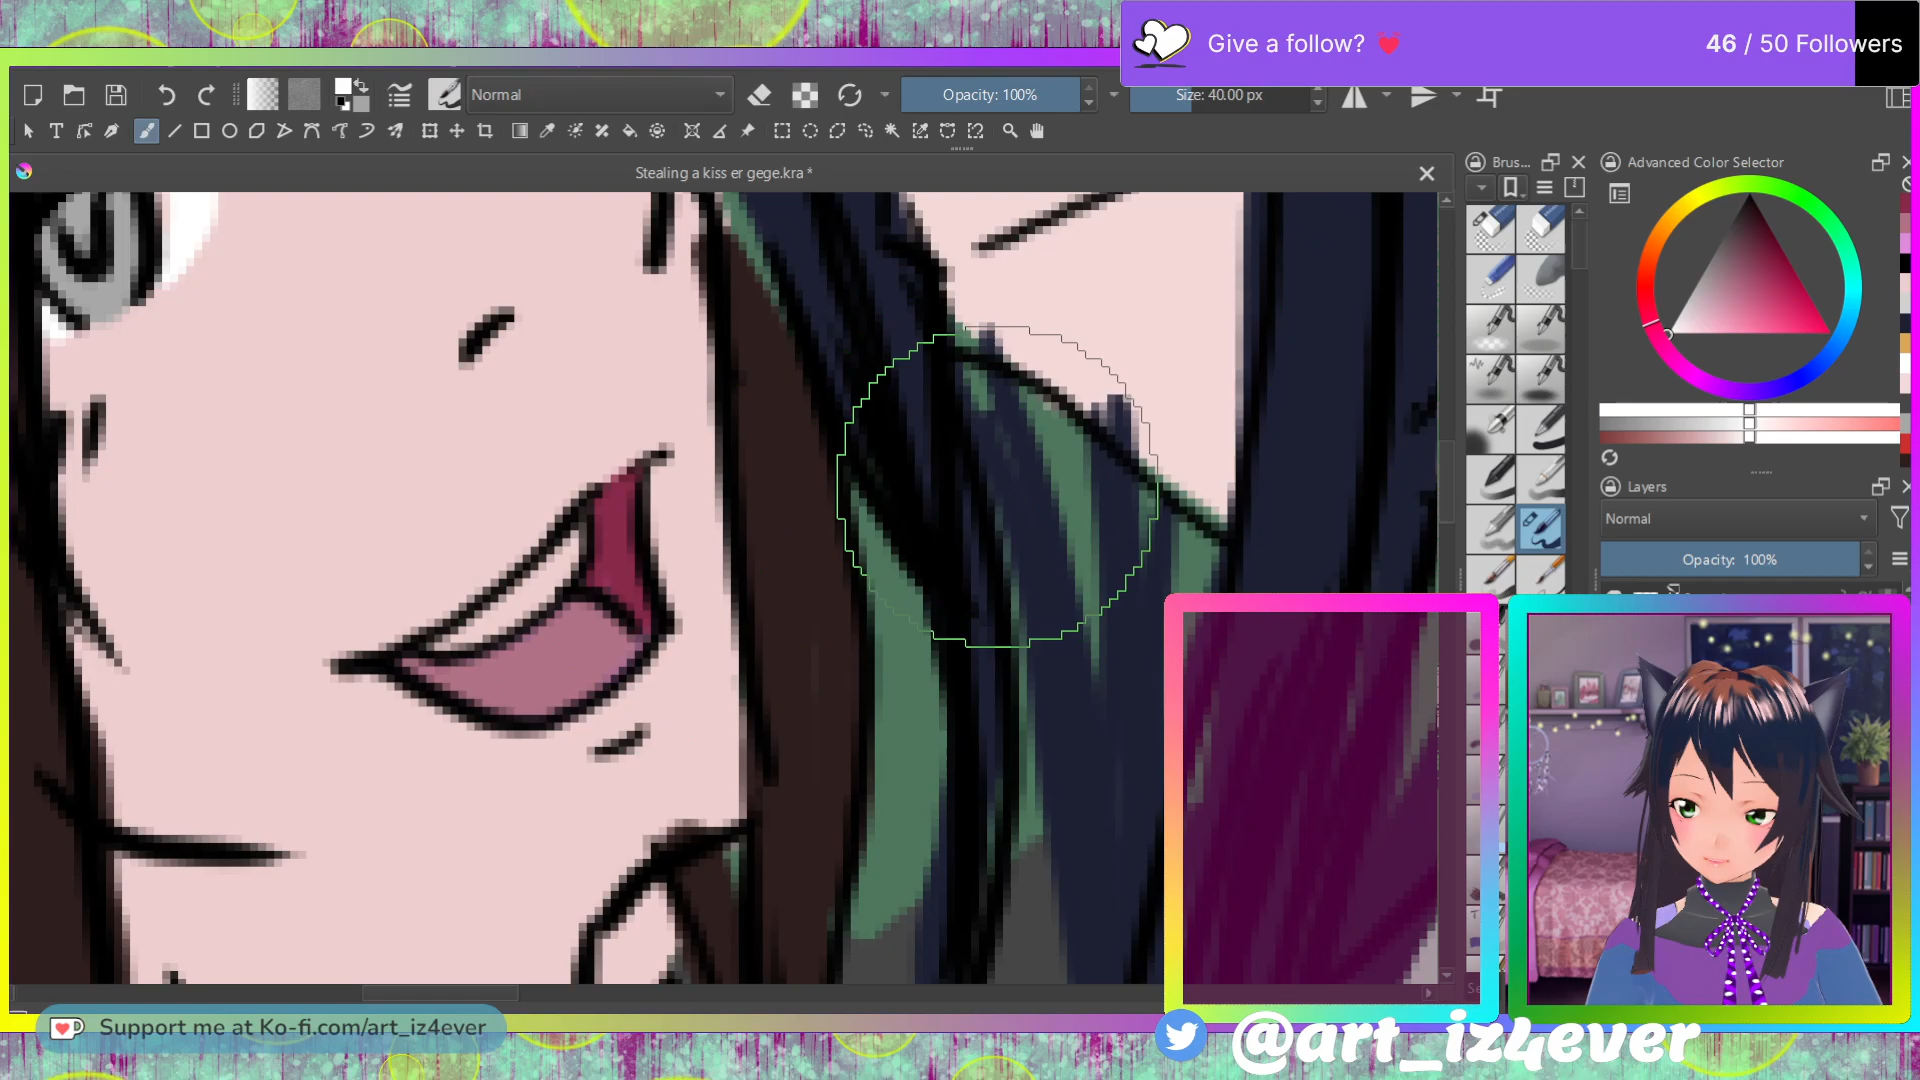 Give a follow?
46 / 50 Followers
Normal
Opacity: 100%
Size: 40.00 px
Stealing a kiss er gege.kra *
Brus...
Advanced Color Selector
Layers
Normal
Opacity: 100%
Support me at Ko-fi.com/art_iz4ever
@art_iz4ever